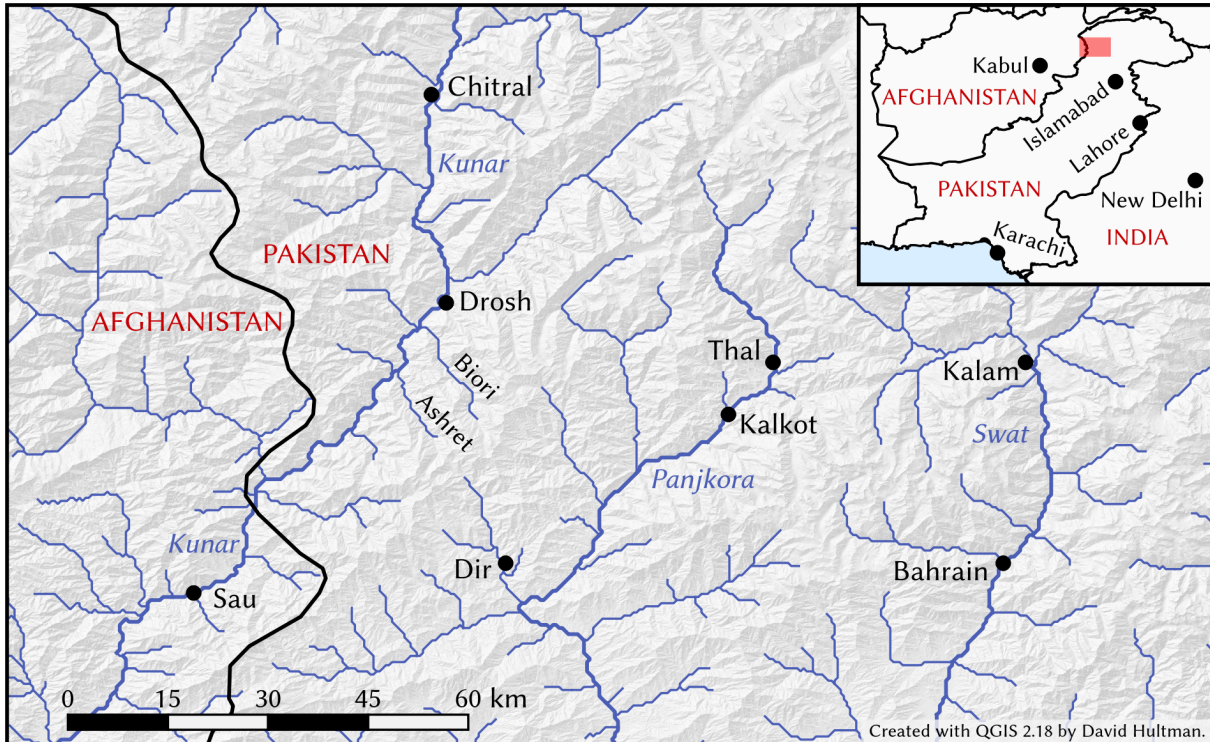 Chitral
Kunar
PAKISTAN
AFGHANISTAN
Drosh
Biori
Ashret
Thal
Kalkot
Panjkora
Kalam
Swat
Kunar
Sau
Dir
Bahrain
0 15 30 45 60 km
Kabul
AFGHANISTAN
Islamabad
Lahore
PAKISTAN
New Delhi
Karachi
INDIA
Created with QGIS 2.18 by David Hultman.